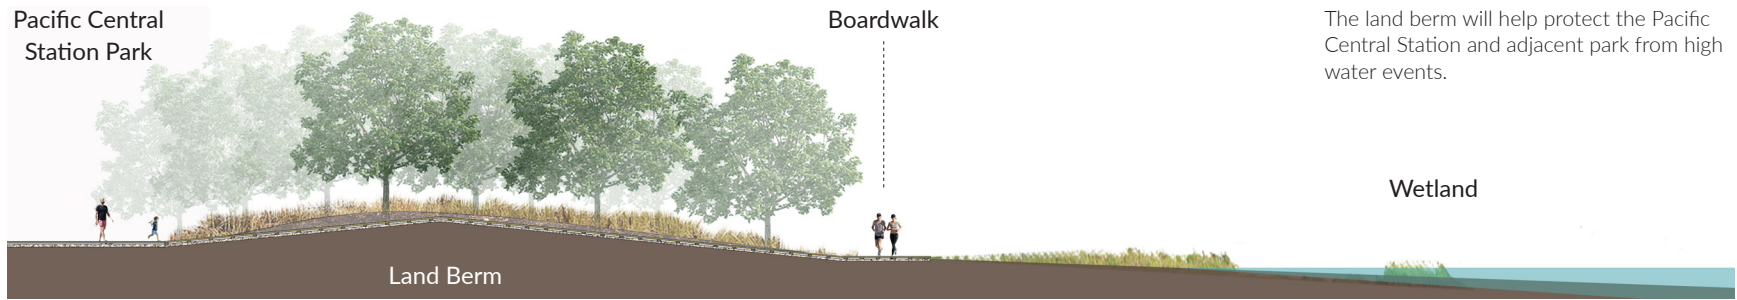 Pacific Central
Station Park
Boardwalk
The land berm will help protect the Pacific
Central Station and adjacent park from high
water events.
Wetland
Land Berm